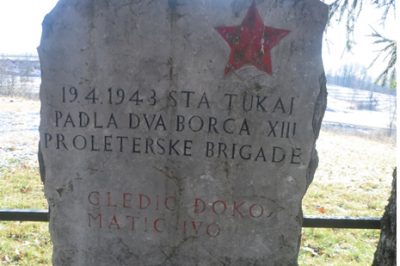 19.4.1943 STA TUKAJ
PADLA DVA BORCA XIII
PROLETERSKE BRIGADE
GLEDIĆ ĐOKO
MATIĆ IVO